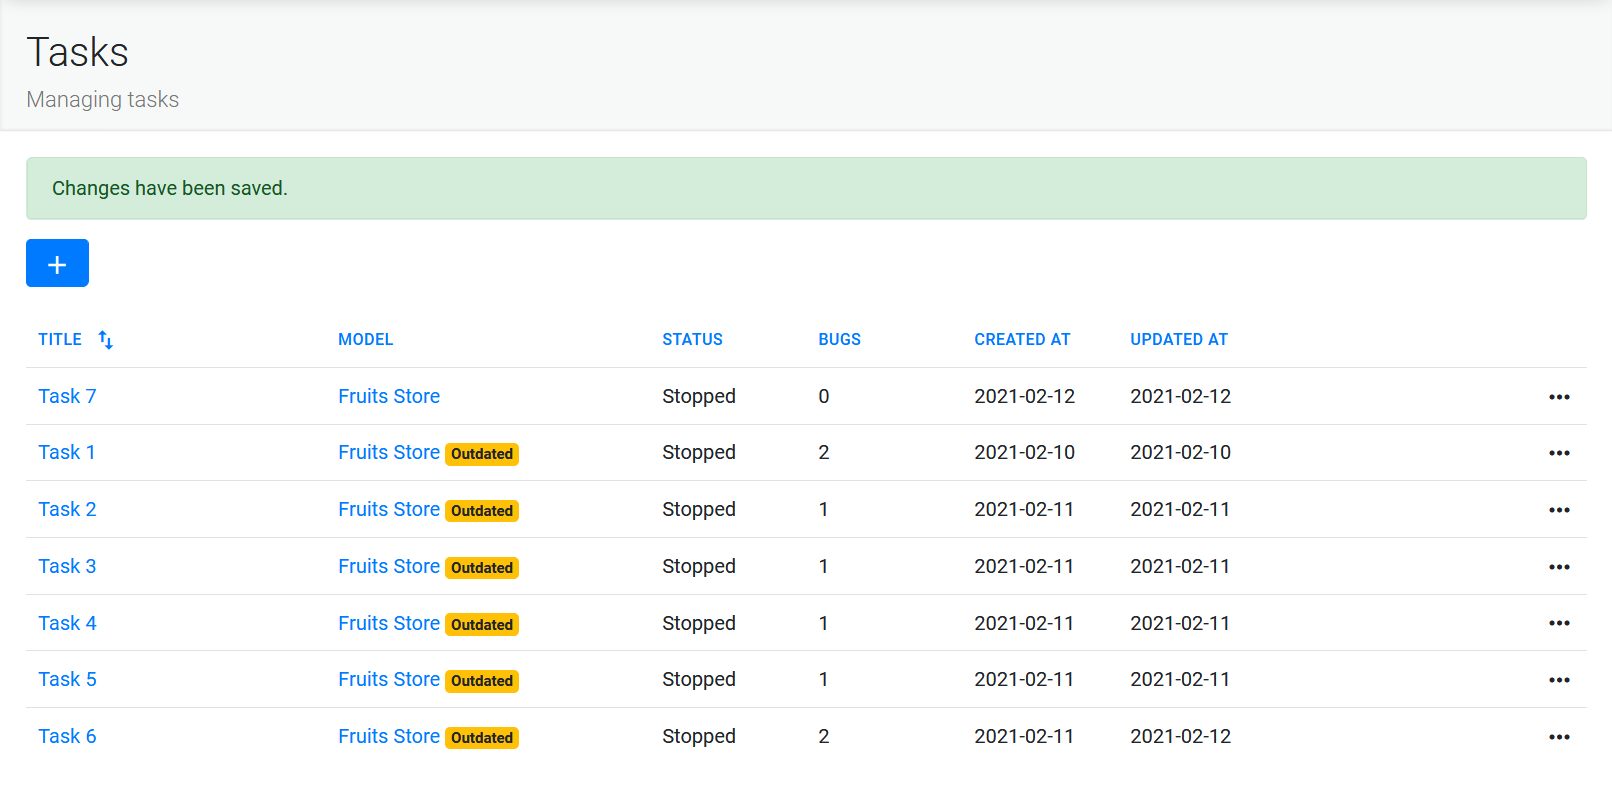 Tasks
Managing tasks
Changes have been saved.
TITLE MODEL STATUS BUGS CREATED AT UPDATED AT
Task 7 Fruits Store Stopped 0 2021-02-12 2021-02-12
Task 1 Fruits Store Outdated Stopped 2 2021-02-10 2021-02-10
Task 2 Fruits Store Outdated Stopped 1 2021-02-11 2021-02-11
Task 3 Fruits Store Outdated Stopped 1 2021-02-11 2021-02-11
Task 4 Fruits Store Outdated Stopped 1 2021-02-11 2021-02-11
Task 5 Fruits Store Outdated Stopped 1 2021-02-11 2021-02-11
Task 6 Fruits Store Outdated Stopped 2 2021-02-11 2021-02-12